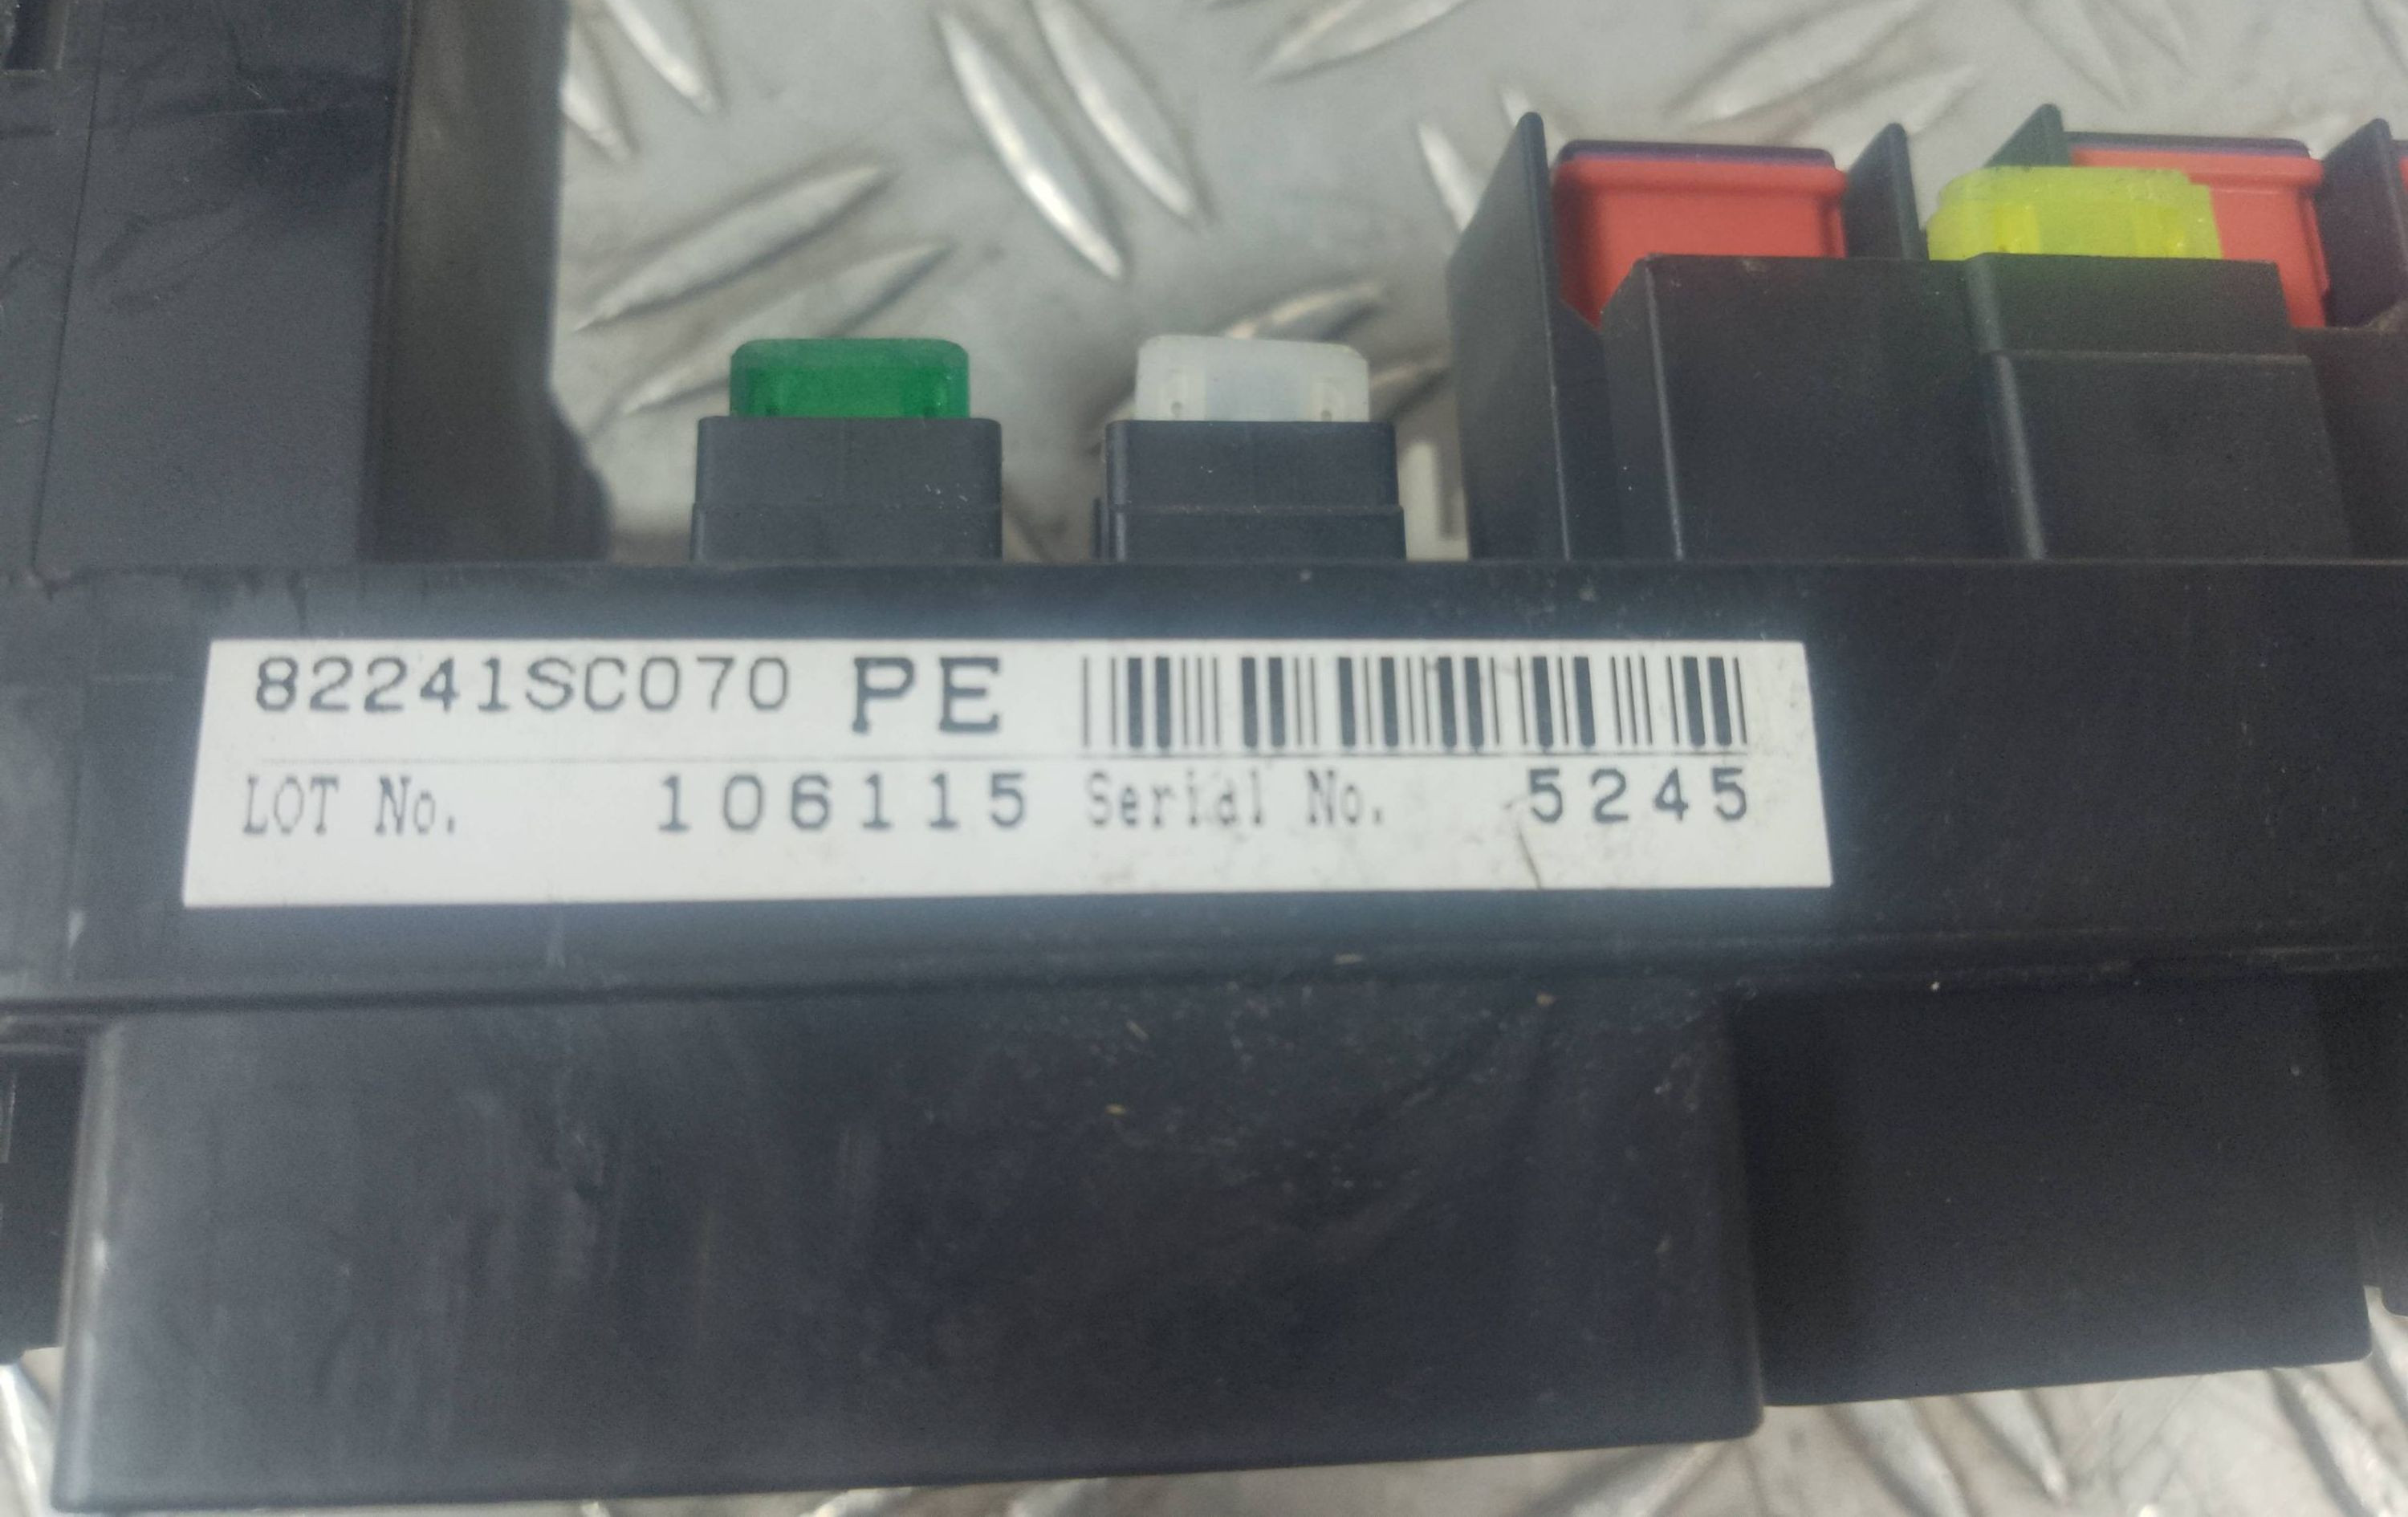 82241SC070 PE
LOT No. 106115 Serial No. 5245